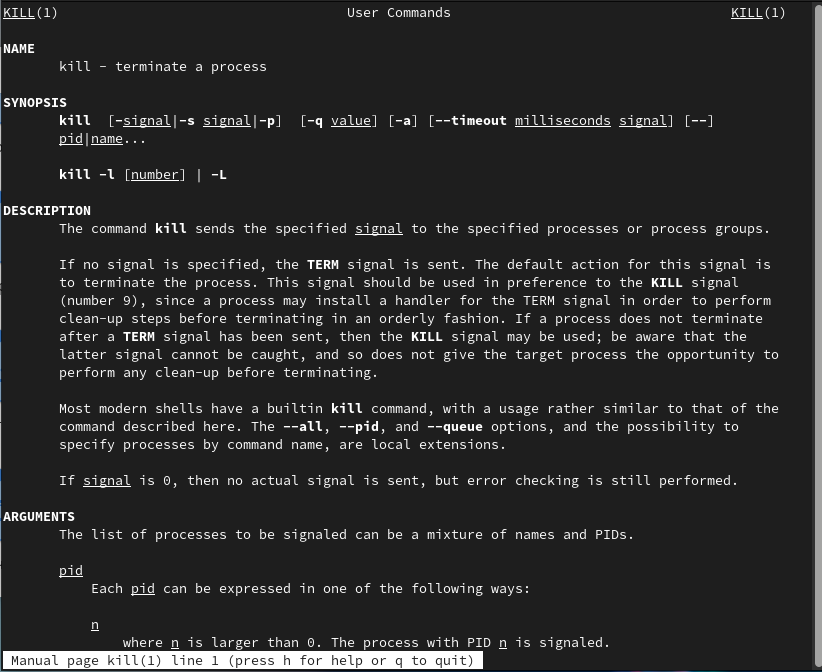 KILL(1) User Commands KILL(1)
NAME
kill - terminate a process
SYNOPSIS
kill [-signal|-s signal|-p] [-q value] [-a] [--timeout milliseconds signal] [--]
pid|name...
kill -l [number] | -L
DESCRIPTION
The command kill sends the specified signal to the specified processes or process groups.
If no signal is specified, the TERM signal is sent. The default action for this signal is
to terminate the process. This signal should be used in preference to the KILL signal
(number 9), since a process may install a handler for the TERM signal in order to perform
clean-up steps before terminating in an orderly fashion. If a process does not terminate
after a TERM signal has been sent, then the KILL signal may be used; be aware that the
latter signal cannot be caught, and so does not give the target process the opportunity to
perform any clean-up before terminating.
Most modern shells have a builtin kill command, with a usage rather similar to that of the
command described here. The --all, --pid, and --queue options, and the possibility to
specify processes by command name, are local extensions.
If signal is 0, then no actual signal is sent, but error checking is still performed.
ARGUMENTS
The list of processes to be signaled can be a mixture of names and PIDs.
pid
Each pid can be expressed in one of the following ways:
n
where n is larger than 0. The process with PID n is signaled.
Manual page kill(1) line 1 (press h for help or q to quit)